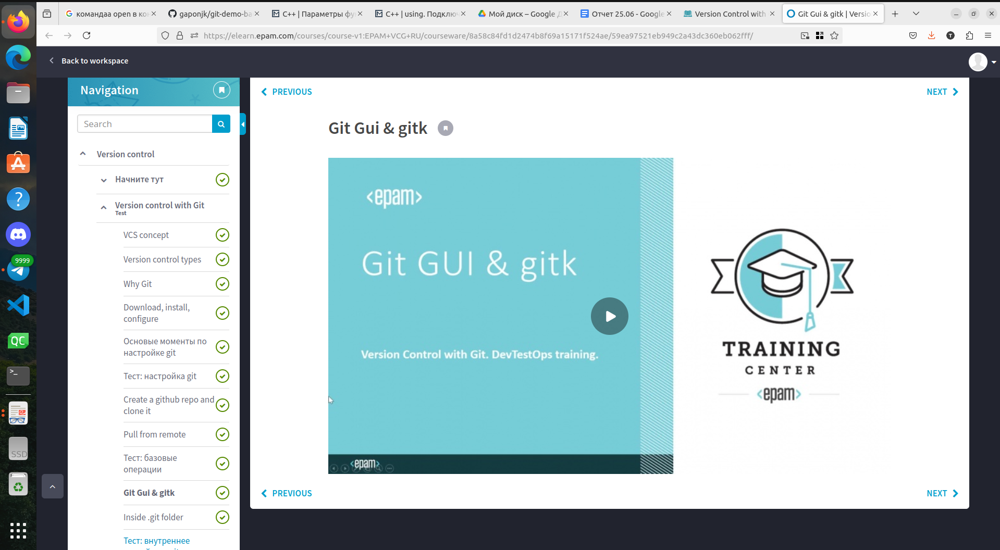 командаа open в ко
gaponjk/git-demo-ba
C++ | Параметры фу
C++ | using. Подклю
Мой диск – Google Д
Отчет 25.06 - Google
Version Control with
Git Gui & gitk | Versio
https://elearn.epam.com/courses/course-v1:EPAM+VCG+RU/courseware/8a58c84fd1d2474b8f69a15171f524ae/59ea97521eb949c2a43dc360eb062fff/
Back to workspace
Navigation
Search
Version control
Начните тут
Version control with Git
Test
VCS concept
Version control types
Why Git
Download, install,
configure
Основые моменты по
настройке git
Тест: настройка git
Create a github repo and
clone it
Pull from remote
Тест: базовые
операции
Git Gui & gitk
Inside .git folder
Тест: внутреннее
PREVIOUS
NEXT
Git Gui & gitk
<epam>
Git GUI & gitk
Version Control with Git. DevTestOps training.
<epam>
TRAINING
CENTER
<epam>
PREVIOUS
NEXT
9999
QC
>_
SSD